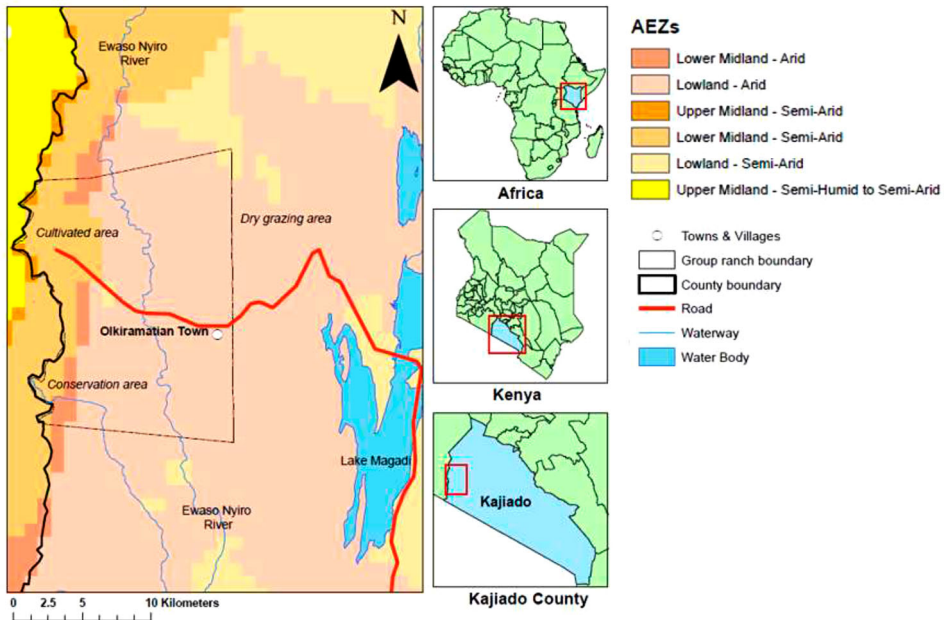 N
Ewaso Nyiro
River
Dry grazing area
Cultivated area
Olkiramatian Town
Conservation area
Lake Magadi
Ewaso Nyiro
River
0 2.5 5 10 Kilometers
Africa
Kenya
Kajiado
Kajiado County
AEZs
Lower Midland - Arid
Lowland - Arid
Upper Midland - Semi-Arid
Lower Midland - Semi-Arid
Lowland - Semi-Arid
Upper Midland - Semi-Humid to Semi-Arid
Towns & Villages
Group ranch boundary
County boundary
Road
Waterway
Water Body